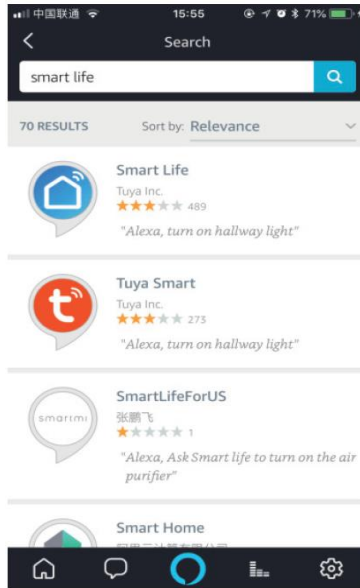 中国联通 15:55 71%
Search
smart life
70 RESULTS Sort by: Relevance
Smart Life
Tuya Inc.
489
"Alexa, turn on hallway light"
Tuya Smart
Tuya Inc.
273
"Alexa, turn on hallway light"
smartmi
SmartLifeForUS
张鹏飞
1
"Alexa, Ask Smart life to turn on the air
purifier"
Smart Home